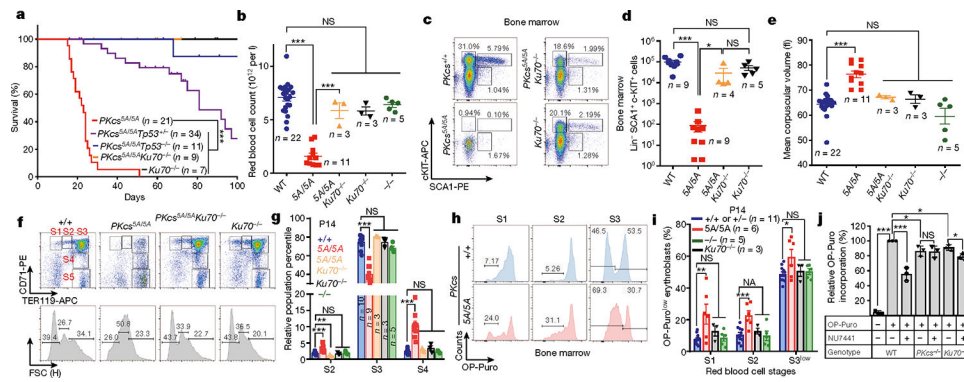 a
100
80
60
40
20
0
Survival (%)
PKcs5A/5A (n = 21)
PKcs5A/5ATp53+/− (n = 34)
PKcs5A/5ATp53−/− (n = 11)
PKcs5A/5AKu70−/− (n = 9)
Ku70−/− (n = 7)
***
0 20 40 60 80 100
Days
b
NS
***
***
Red blood cell count (10^12 per l)
n = 22
n = 11
n = 3
n = 3
n = 5
WT
5A/5A
5A/5A
Ku70−/−
Ku70−/−
−/−
c
Bone marrow
PKcs+/+
31.0% 5.79%
1.04%
PKcs5A/5A
Ku70−/−
18.6% 1.99%
1.31%
PKcs5A/5A
0.94% 0.10%
1.67%
Ku70−/−
20.1% 2.19%
1.28%
cKIT-APC
SCA1-PE
d
NS
***
*
NS
Bone marrow
Lin− SCA1+ c-KIT+ cells
n = 9
n = 9
n = 4
n = 5
WT
5A/5A
5A/5A
Ku70−/−
Ku70−/−
e
NS
***
Mean corpuscular volume (fl)
n = 22
n = 11
n = 3
n = 3
n = 5
WT
5A/5A
5A/5A
Ku70−/−
Ku70−/−
−/−
f
+/+
PKcs5A/5A
PKcs5A/5AKu70−/−
Ku70−/−
S1 S2 S3
S4
S5
CD71-PE
TER119-APC
26.7
39.4 34.1
50.8
26.0 23.3
33.9
43.7 22.7
36.5
43.8 20.1
FSC (H)
g
P14
+/+
5A/5A
5A/5A
Ku70−/−
Ku70−/−
−/−
Relative population percentile
NS
***
NS
**
NS
***
n = 10
n = 9
n = 3
n = 3
n = 5
S2 S3 S4
h
S1 S2 S3
PKcs
+/+
5A/5A
7.17
5.26
46.5 53.5
24.0
31.1
69.3 30.7
Counts
OP-Puro
Bone marrow
i
P14
+/+ or +/− (n = 11)
5A/5A (n = 6)
−/− (n = 5)
Ku70−/− (n = 3)
OP-Purolow erythroblasts (%)
NS
**
NA
***
NS
*
S1 S2 S3low
Red blood cell stages
j
*
*
*** ***
NS
*
Relative OP-Puro
incorporation (%)
OP-Puro − + + + + + +
NU7441 − − + − + − +
Genotype WT PKcs−/− Ku70−/−